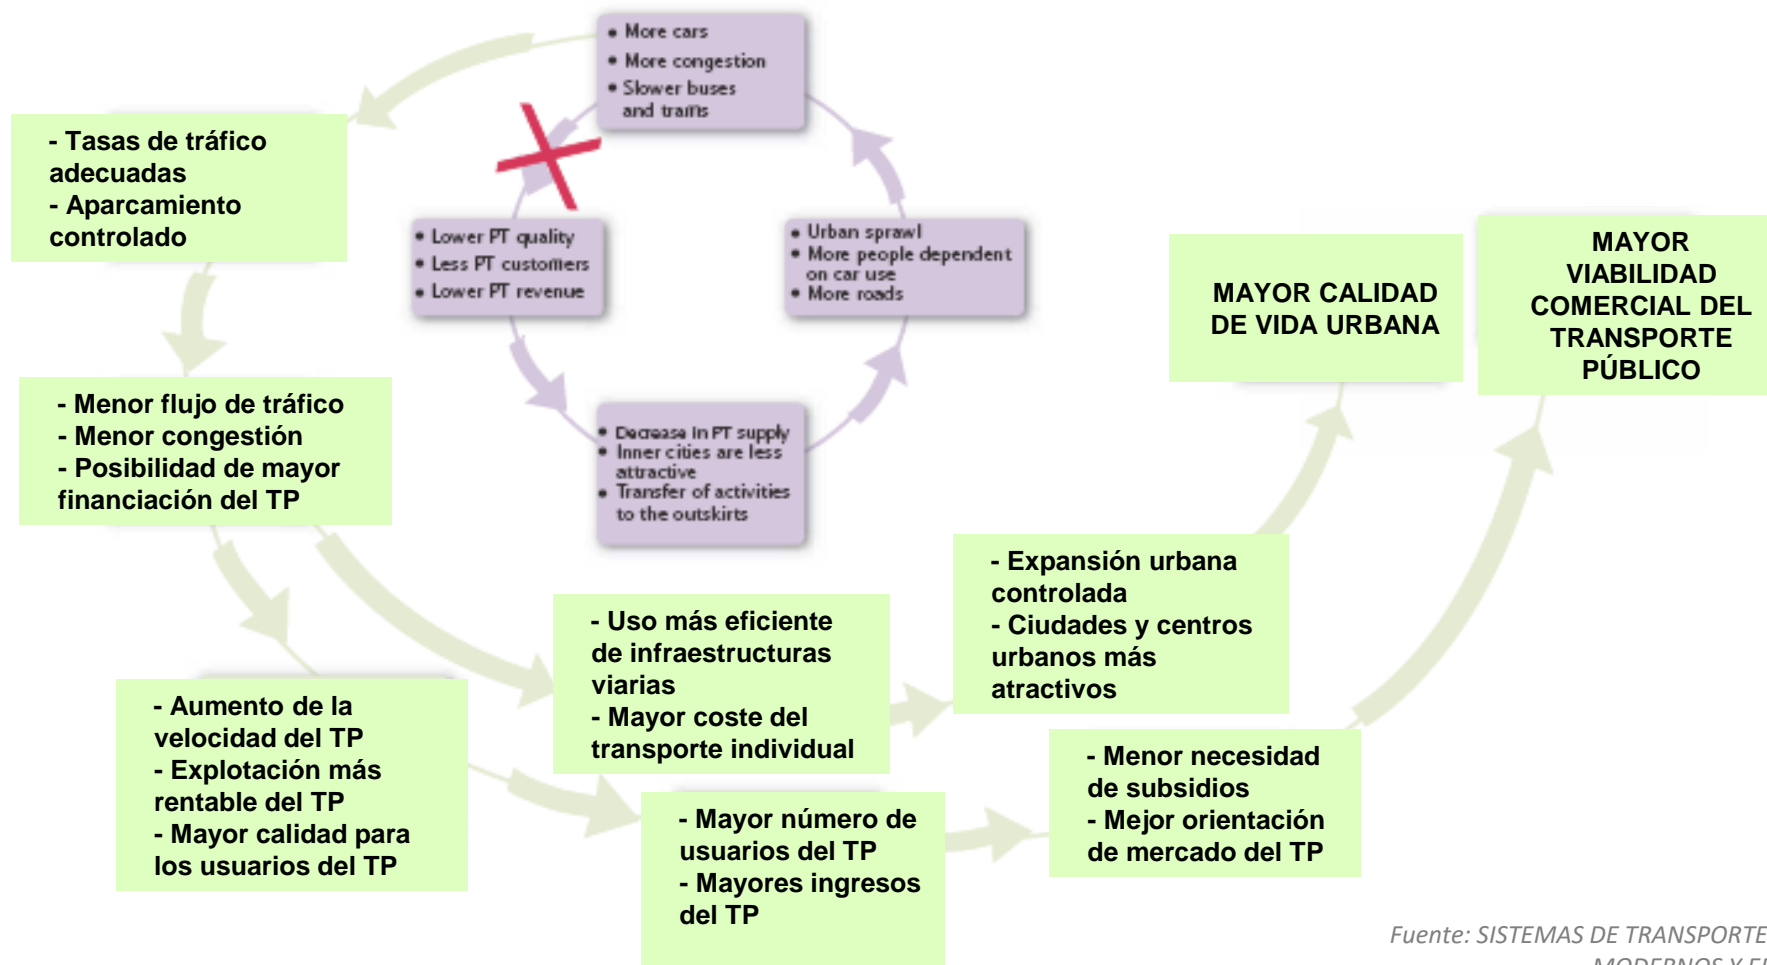 • More cars
• More congestion
• Slower buses
and trams
- Tasas de tráfico
adecuadas
- Aparcamiento
controlado
• Lower PT quality
• Less PT customers
• Lower PT revenue
• Urban sprawl
• More people dependent
on car use
• More roads
• Decrease in PT supply
• Inner cities are less
attractive
• Transfer of activities
to the outskirts
- Menor flujo de tráfico
- Menor congestión
- Posibilidad de mayor
financiación del TP
- Aumento de la
velocidad del TP
- Explotación más
rentable del TP
- Mayor calidad para
los usuarios del TP
- Uso más eficiente
de infraestructuras
viarias
- Mayor coste del
transporte individual
- Mayor número de
usuarios del TP
- Mayores ingresos
del TP
- Expansión urbana
controlada
- Ciudades y centros
urbanos más
atractivos
- Menor necesidad
de subsidios
- Mejor orientación
de mercado del TP
MAYOR CALIDAD
DE VIDA URBANA
MAYOR
VIABILIDAD
COMERCIAL DEL
TRANSPORTE
PÚBLICO
Fuente: SISTEMAS DE TRANSPORTE
MODERNOS Y EL